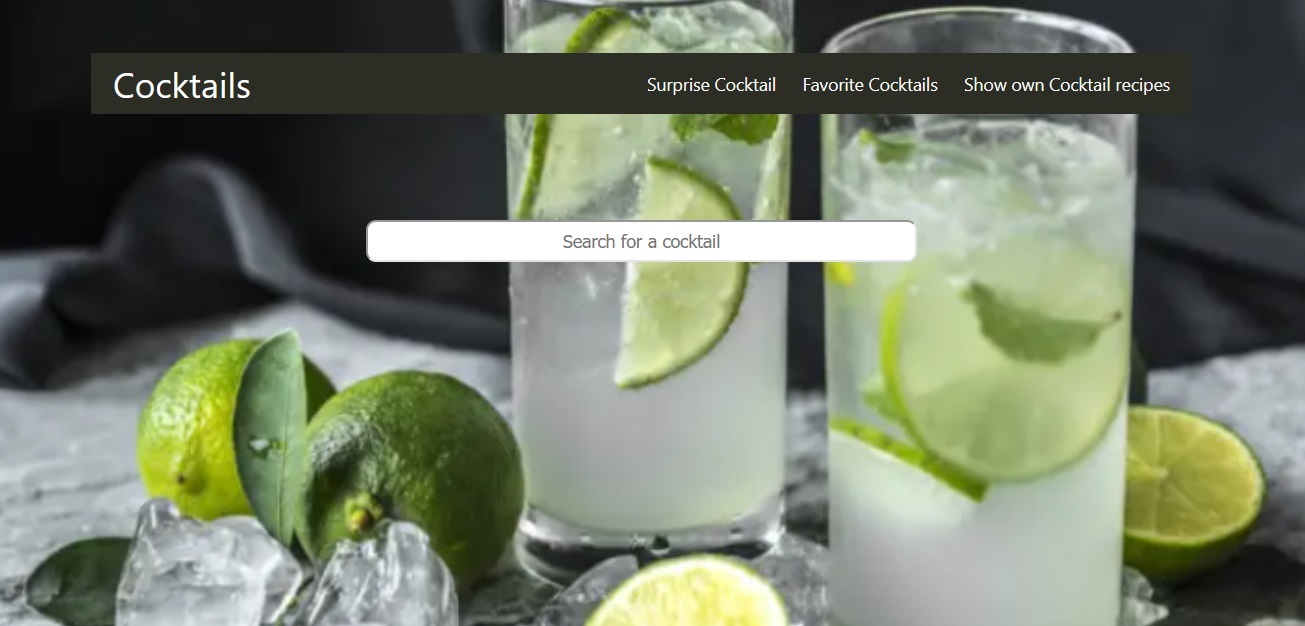 Cocktails
Surprise Cocktail
Favorite Cocktails
Show own Cocktail recipes
Search for a cocktail